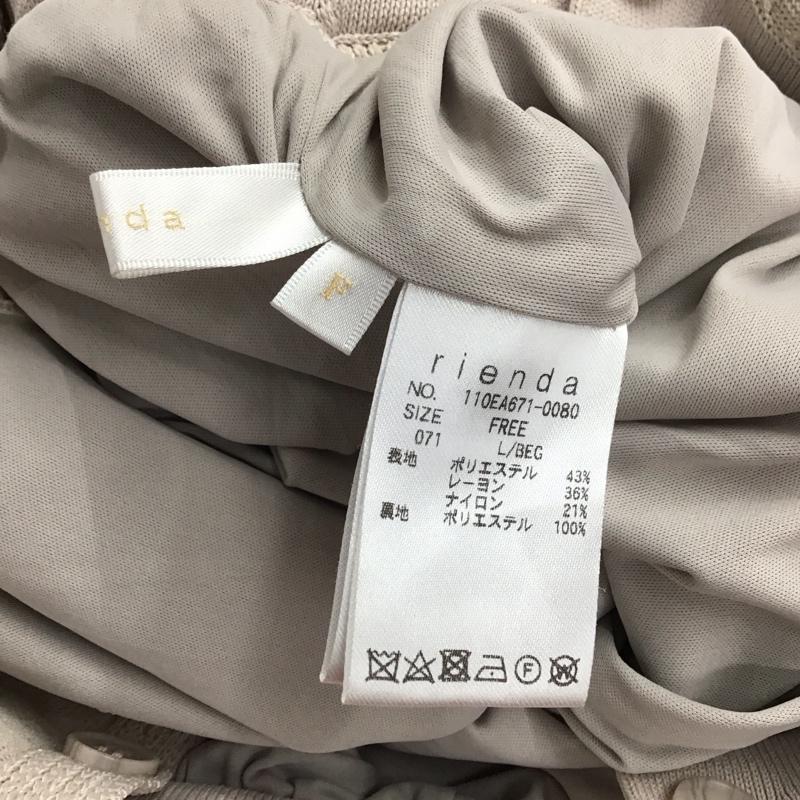 da
F
rienda
NO. 110EA671-0080
SIZE FREE
071 L/BEG
表地 ポリエステル 43%
レーヨン 36%
ナイロン 21%
裏地 ポリエステル 100%
F
W